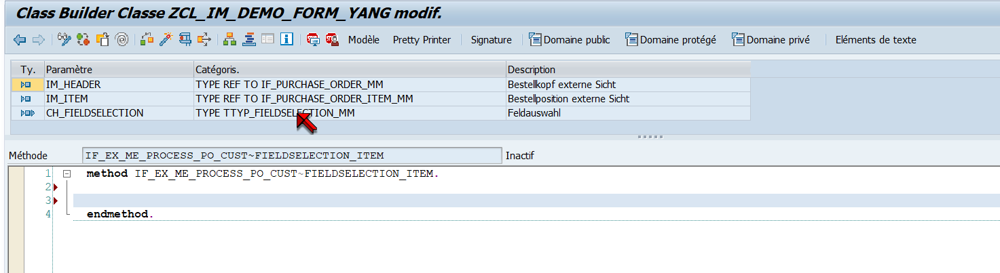 Class Builder Classe ZCL_IM_DEMO_FORM_YANG modif.
Modèle Pretty Printer Signature Domaine public Domaine protégé Domaine privé Eléments de texte
Ty. Paramètre Catégoris. Description
IM_HEADER TYPE REF TO IF_PURCHASE_ORDER_MM Bestellkopf externe Sicht
IM_ITEM TYPE REF TO IF_PURCHASE_ORDER_ITEM_MM Bestellposition externe Sicht
CH_FIELDSELECTION TYPE TTYP_FIELDSELECTION_MM Feldauswahl
Méthode IF_EX_ME_PROCESS_PO_CUST~FIELDSELECTION_ITEM Inactif
1 method IF_EX_ME_PROCESS_PO_CUST~FIELDSELECTION_ITEM.
2
3
4 endmethod.